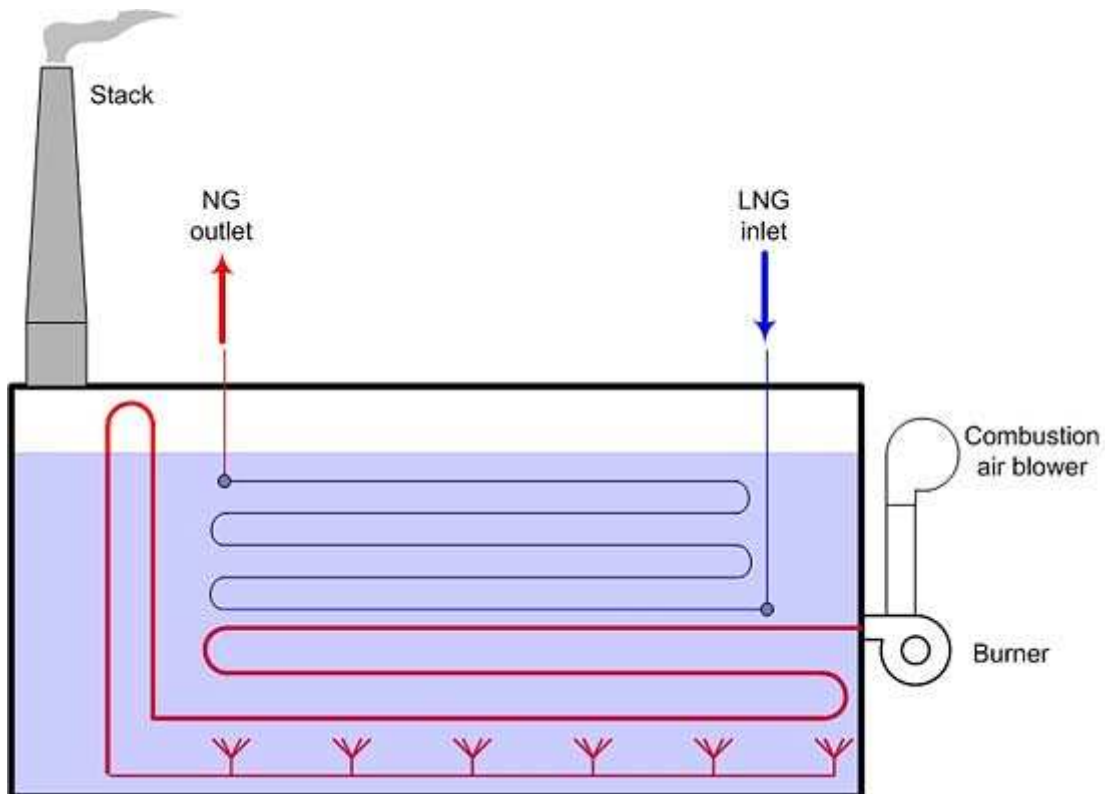 Stack
NG
outlet
LNG
inlet
Combustion
air blower
Burner